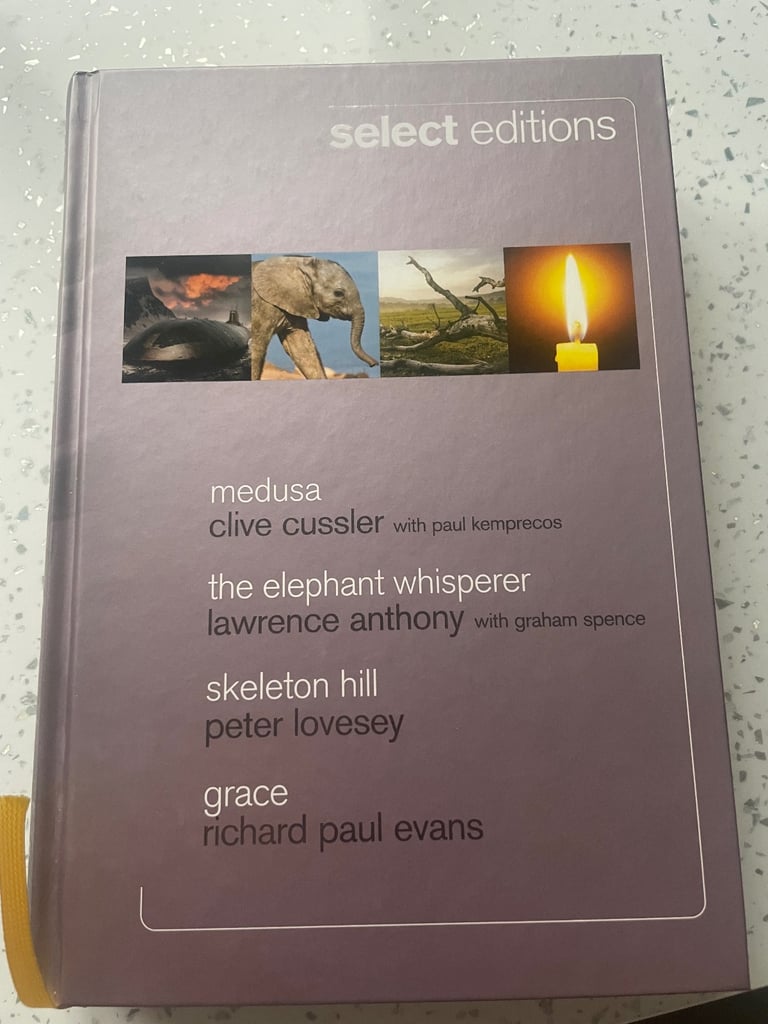 select editions
medusa
clive cussler with paul kemprecos
the elephant whisperer
lawrence anthony with graham spence
skeleton hill
peter lovesey
grace
richard paul evans